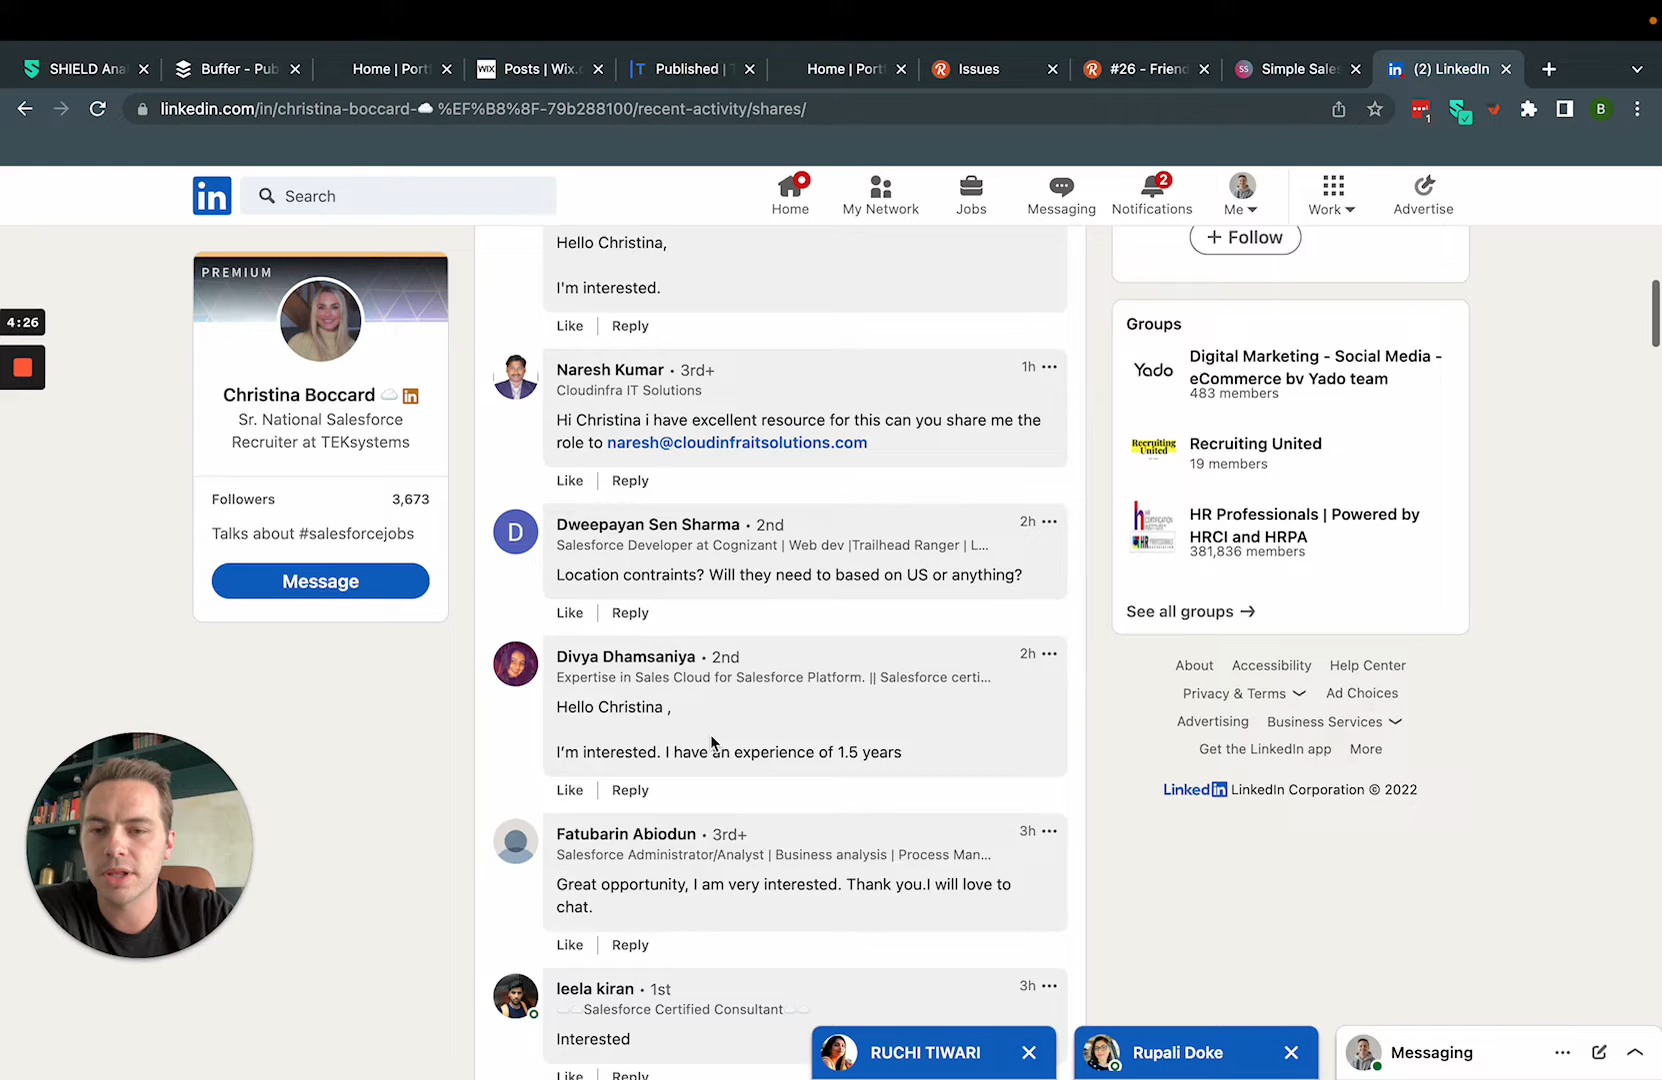 SHIELD Ana
Buffer - Pub
Home | Port
WIX
Posts | Wix.c
Published |
Home | Port
Issues
#26 - Friend
Simple Sales
(2) LinkedIn
linkedin.com/in/christina-boccard-☁%EF%B8%8F-79b288100/recent-activity/shares/
1
B
in
Search
Home
My Network
Jobs
Messaging
2
Notifications
Me
Work
Advertise
4:26
PREMIUM
Christina Boccard ☁ in
Sr. National Salesforce
Recruiter at TEKsystems
Followers 3,673
Talks about #salesforcejobs
Message
Hello Christina,
I'm interested.
Like Reply
Naresh Kumar • 3rd+ 1h
Cloudinfra IT Solutions
Hi Christina i have excellent resource for this can you share me the
role to naresh@cloudinfraitsolutions.com
Like Reply
D
Dweepayan Sen Sharma • 2nd 2h
Salesforce Developer at Cognizant | Web dev |Trailhead Ranger | L...
Location contraints? Will they need to based on US or anything?
Like Reply
Divya Dhamsaniya • 2nd 2h
Expertise in Sales Cloud for Salesforce Platform. || Salesforce certi...
Hello Christina ,
I'm interested. I have an experience of 1.5 years
Like Reply
Fatubarin Abiodun • 3rd+ 3h
Salesforce Administrator/Analyst | Business analysis | Process Man...
Great opportunity, I am very interested. Thank you.I will love to
chat.
Like Reply
leela kiran • 1st 3h
Salesforce Certified Consultant
Interested
Like Reply
+ Follow
Groups
Yado
Digital Marketing - Social Media -
eCommerce by Yado team
483 members
Recruiting United
Recruiting United
19 members
HR Professionals | Powered by
HRCI and HRPA
381,836 members
See all groups →
About Accessibility Help Center
Privacy & Terms Ad Choices
Advertising Business Services
Get the LinkedIn app More
LinkedIn LinkedIn Corporation © 2022
RUCHI TIWARI
Rupali Doke
Messaging